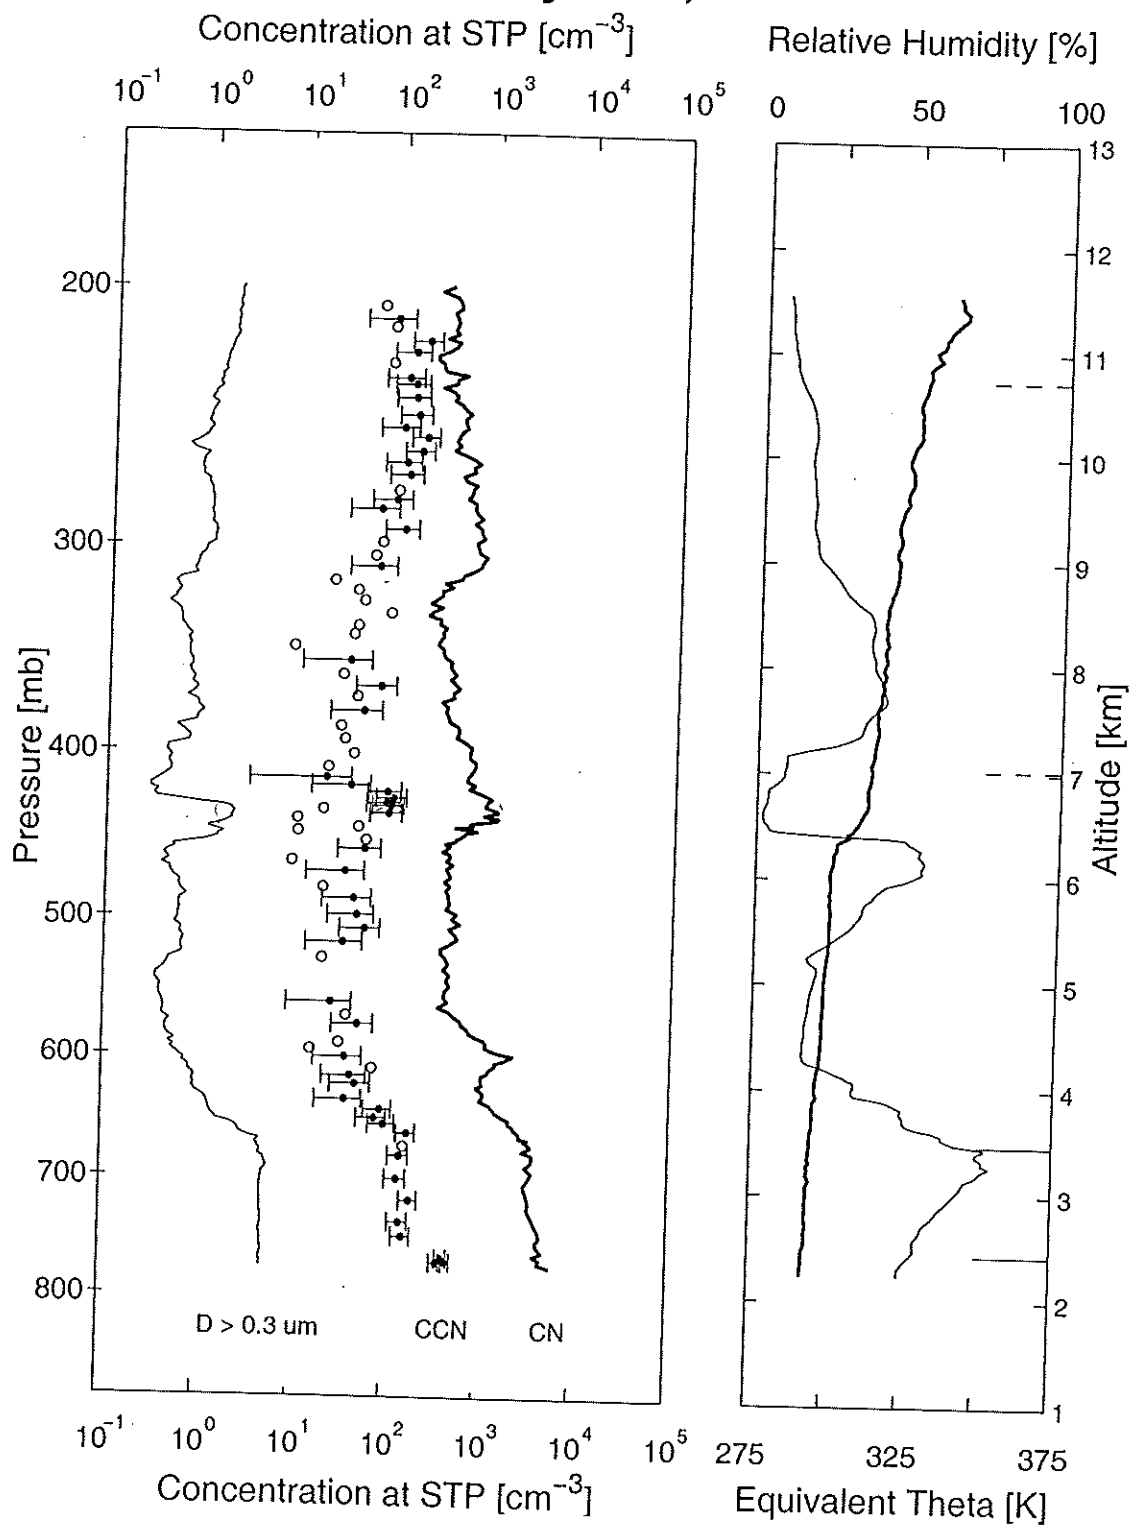 Concentration at STP [cm⁻³]
Relative Humidity [%]
10⁻¹ 10⁰ 10¹ 10² 10³ 10⁴ 10⁵
0 50 100
13
12
200
11
10
300
9
8
400
7
Pressure [mb]
Altitude [km]
6
500
5
600
4
700
3
800
2
D > 0.3 um CCN CN
1
10⁻¹ 10⁰ 10¹ 10² 10³ 10⁴ 10⁵
275 325 375
Concentration at STP [cm⁻³]
Equivalent Theta [K]